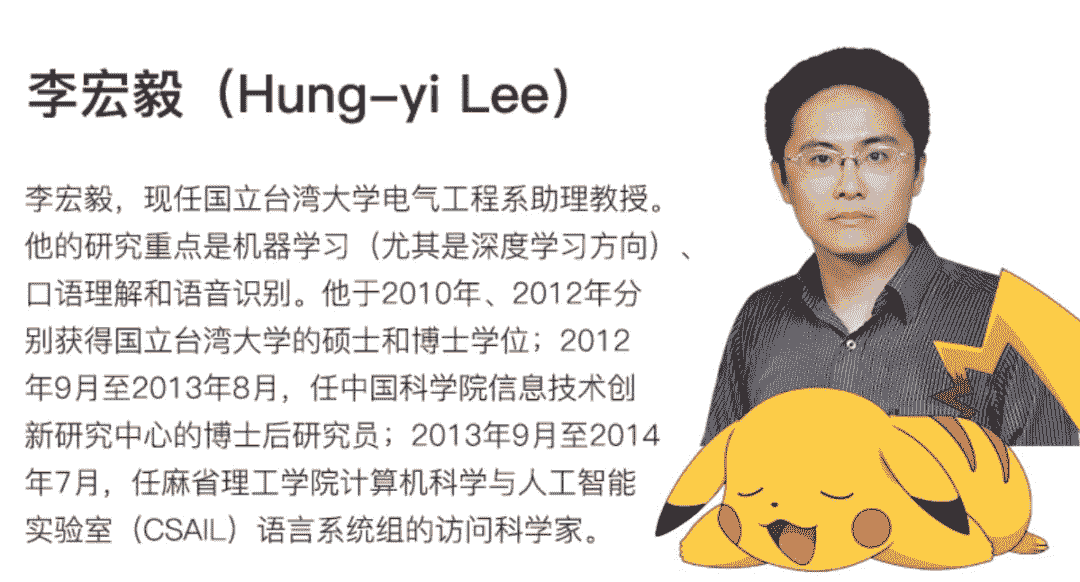 李宏毅（Hung-yi Lee）
李宏毅，现任国立台湾大学电气工程系助理教授。
他的研究重点是机器学习（尤其是深度学习方向）、
口语理解和语音识别。他于2010年、2012年分
别获得国立台湾大学的硕士和博士学位；2012
年9月至2013年8月，任中国科学院信息技术创
新研究中心的博士后研究员；2013年9月至2014
年7月，任麻省理工学院计算机科学与人工智能
实验室（CSAIL）语言系统组的访问科学家。